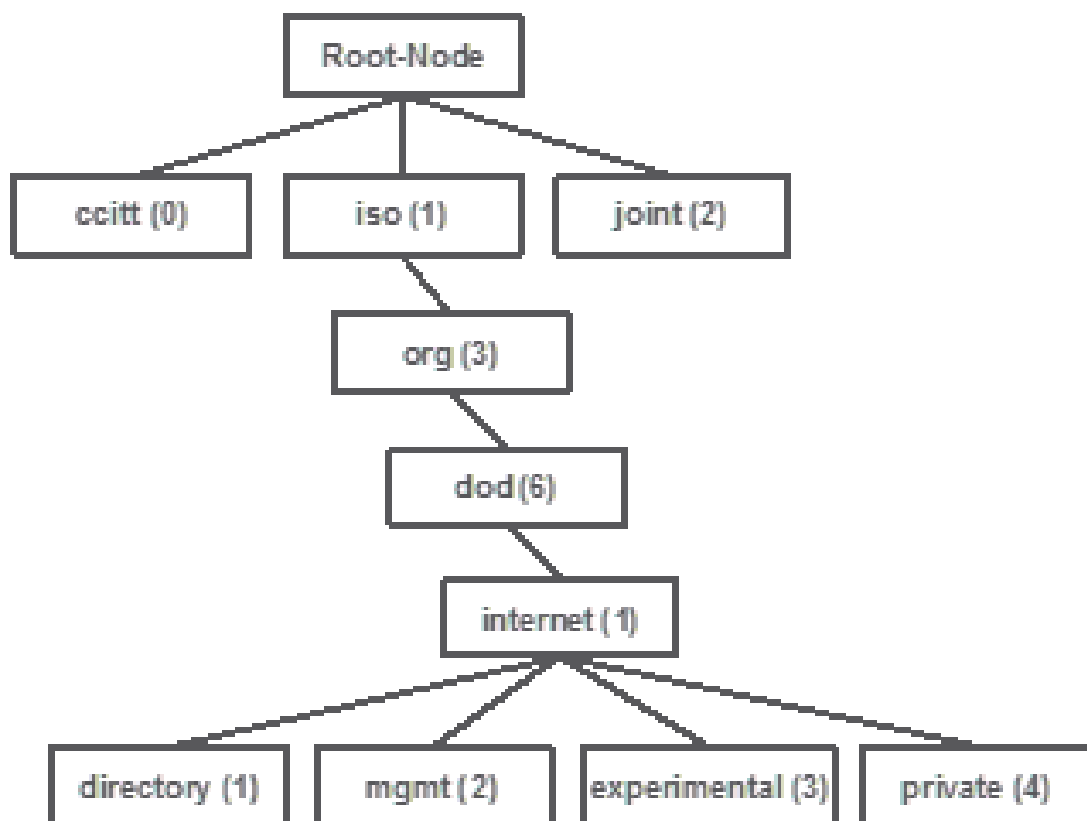 Root-Node
ccitt (0)
iso (1)
joint (2)
org (3)
dod (6)
internet (1)
directory (1)
mgmt (2)
experimental (3)
private (4)